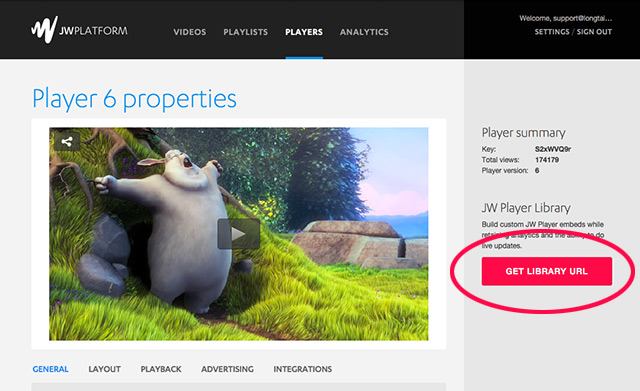 JWPLATFORM
VIDEOS PLAYLISTS PLAYERS ANALYTICS
Welcome, support@longtai...
SETTINGS / SIGN OUT
Player 6 properties
Player summary
Key: S2xWVQ9r
Total views: 174179
Player version: 6
JW Player Library
Build custom JW Player embeds while
retaining analytics and the ability to do
live updates.
GET LIBRARY URL
GENERAL LAYOUT PLAYBACK ADVERTISING INTEGRATIONS